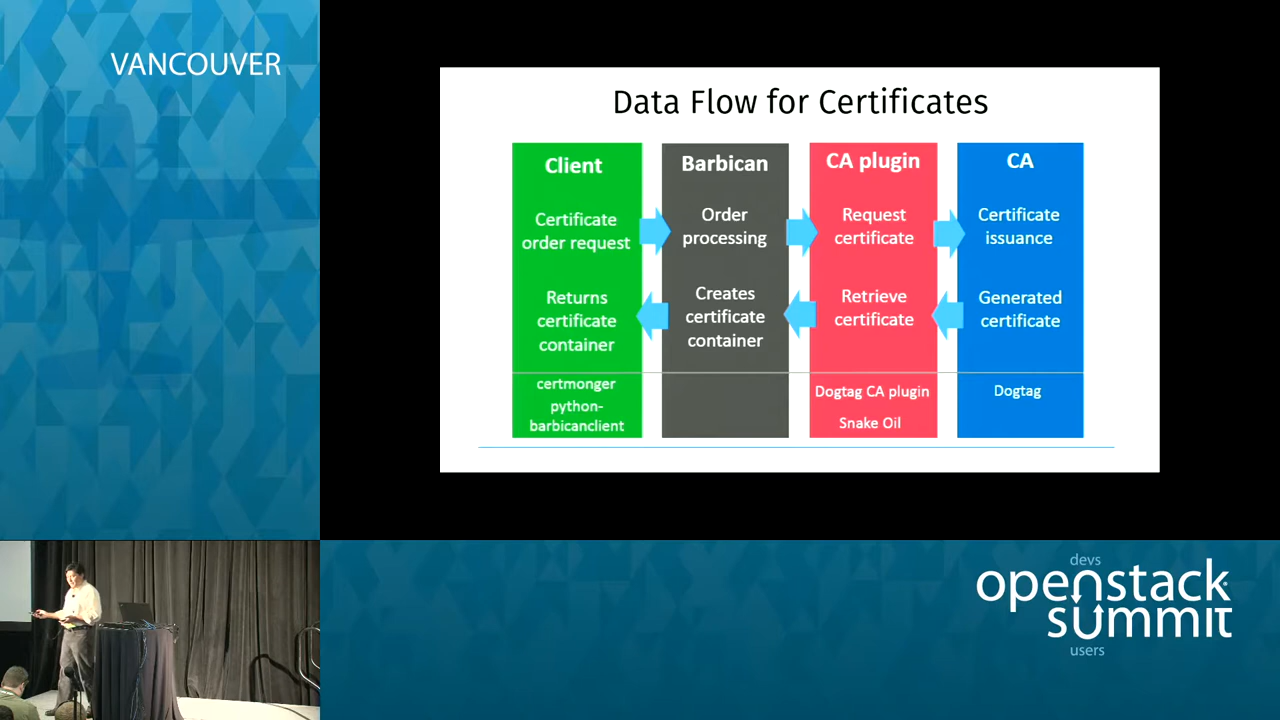 VANCOUVER
Data Flow for Certificates
Client
Certificate
order request
Returns
certificate
container
certmonger
python-
barbicanclient
Barbican
Order
processing
Creates
certificate
container
CA plugin
Request
certificate
Retrieve
certificate
Dogtag CA plugin
Snake Oil
CA
Certificate
issuance
Generated
certificate
Dogtag
devs
openstack
summit
users